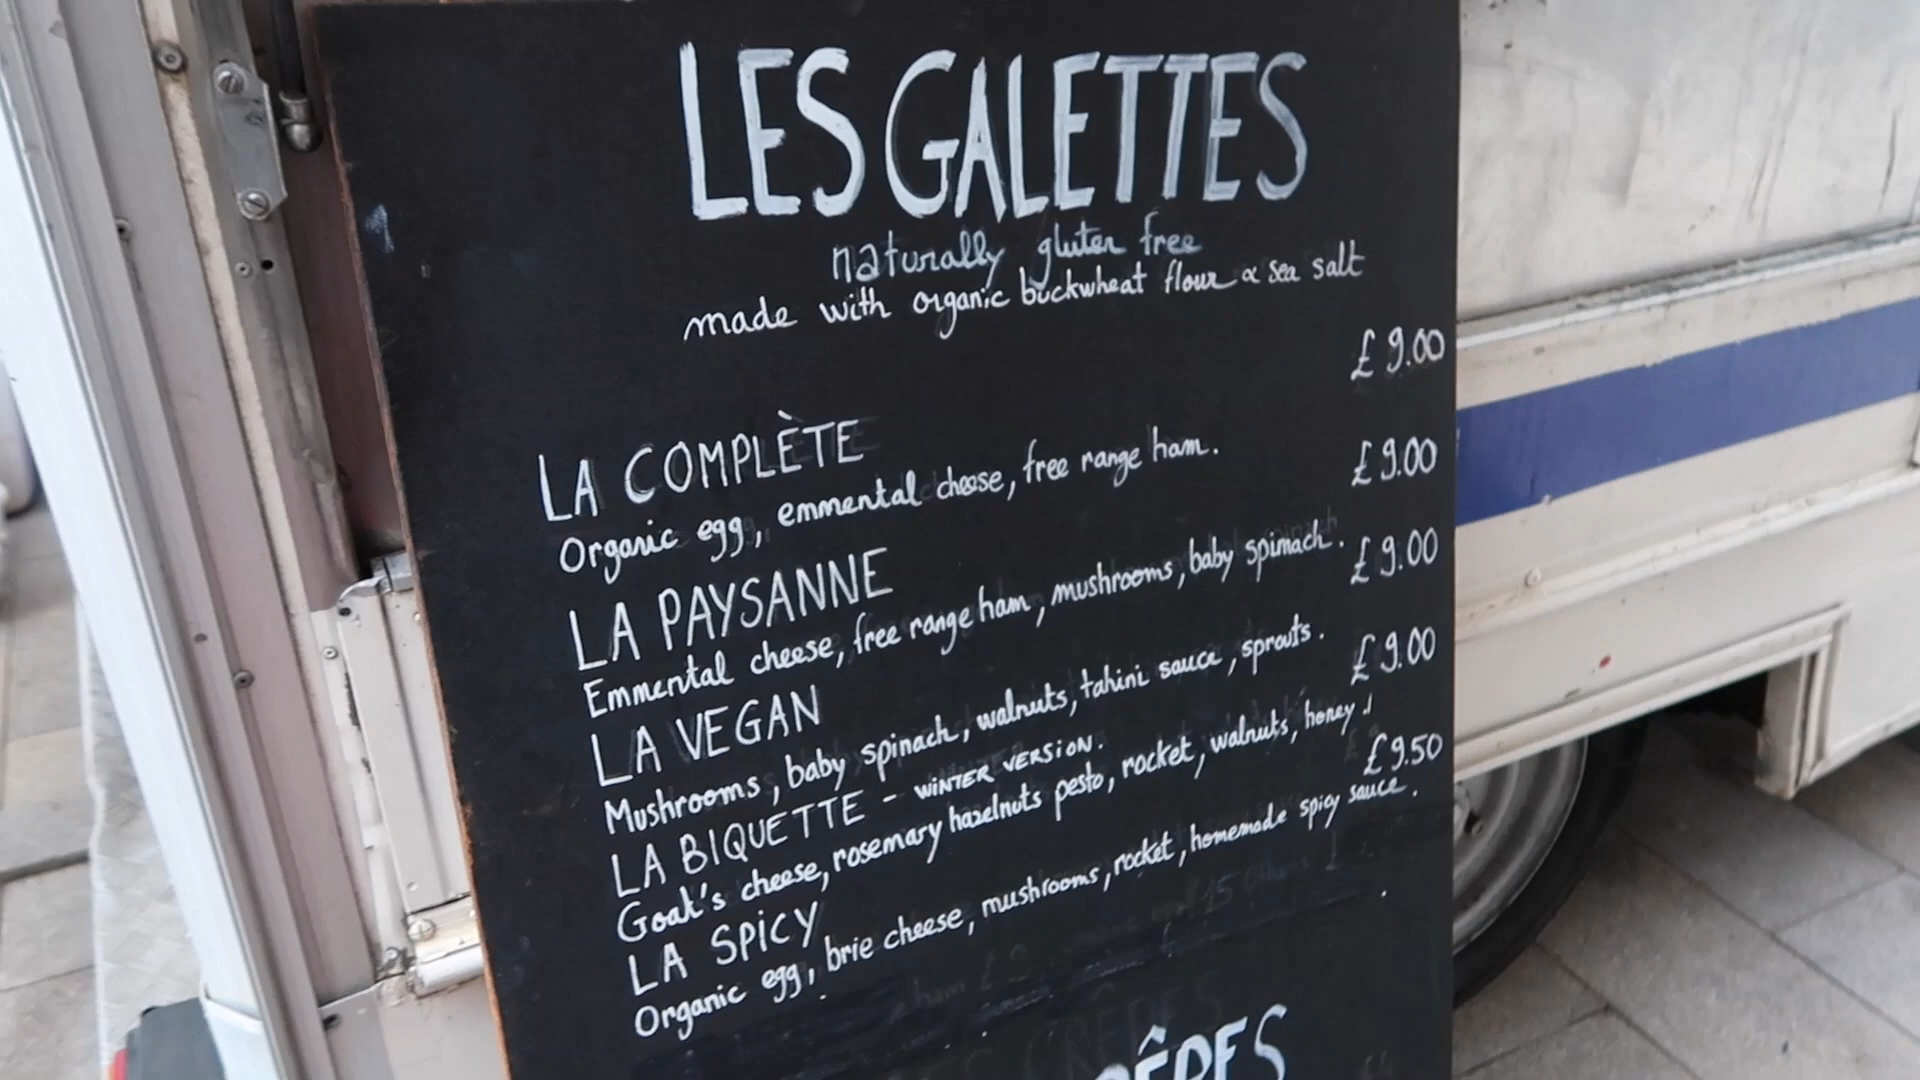 LES GALETTES
naturally gluten free
made with organic buckwheat flour & sea salt
LA COMPLÈTE £ 9.00
Organic egg, emmental cheese, free range ham.
LA PAYSANNE £ 9.00
Emmental cheese, free range ham, mushrooms, baby spinach.
LA VEGAN £ 9.00
Mushrooms, baby spinach, walnuts, tahini sauce, sprouts.
LA BIQUETTE - WINTER VERSION. £ 9.00
Goat's cheese, rosemary hazelnuts pesto, rocket, walnuts, honey.!
LA SPICY £9.50
Organic egg, brie cheese, mushrooms, rocket, homemade spicy sauce.